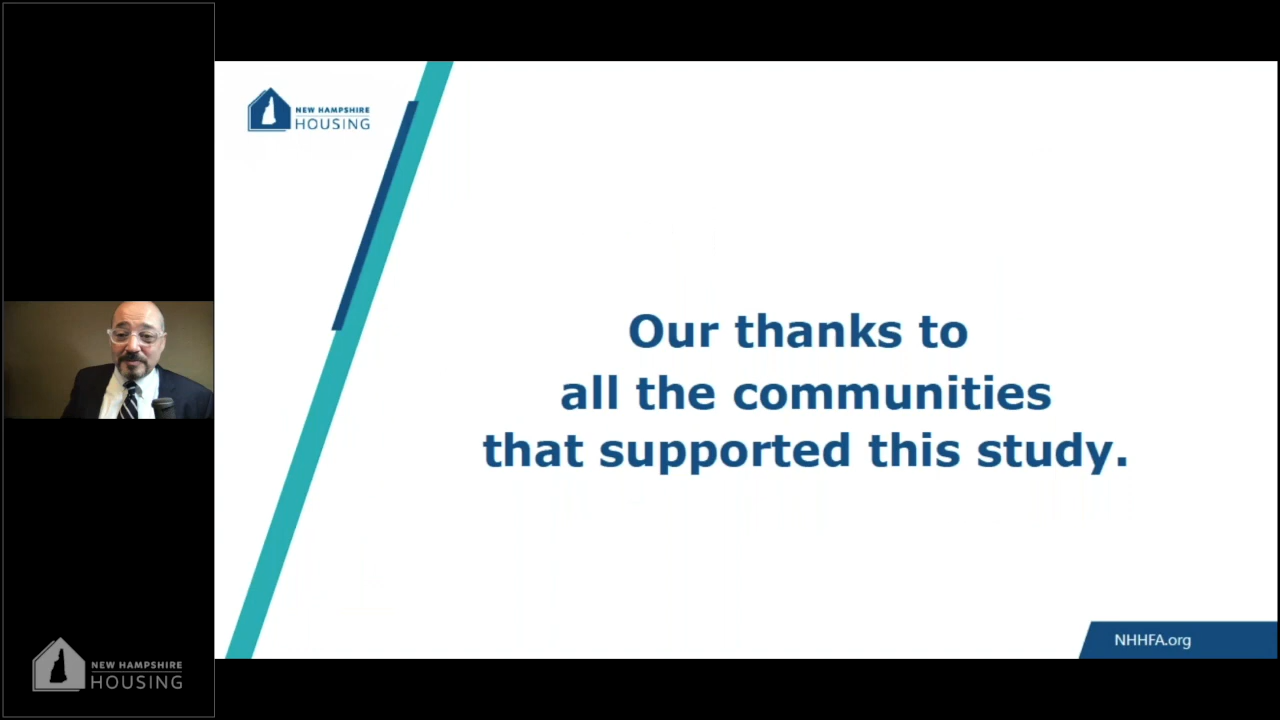 NEW HAMPSHIRE
HOUSING
Our thanks to
all the communities
that supported this study.
NHHFA.org
NEW HAMPSHIRE
HOUSING